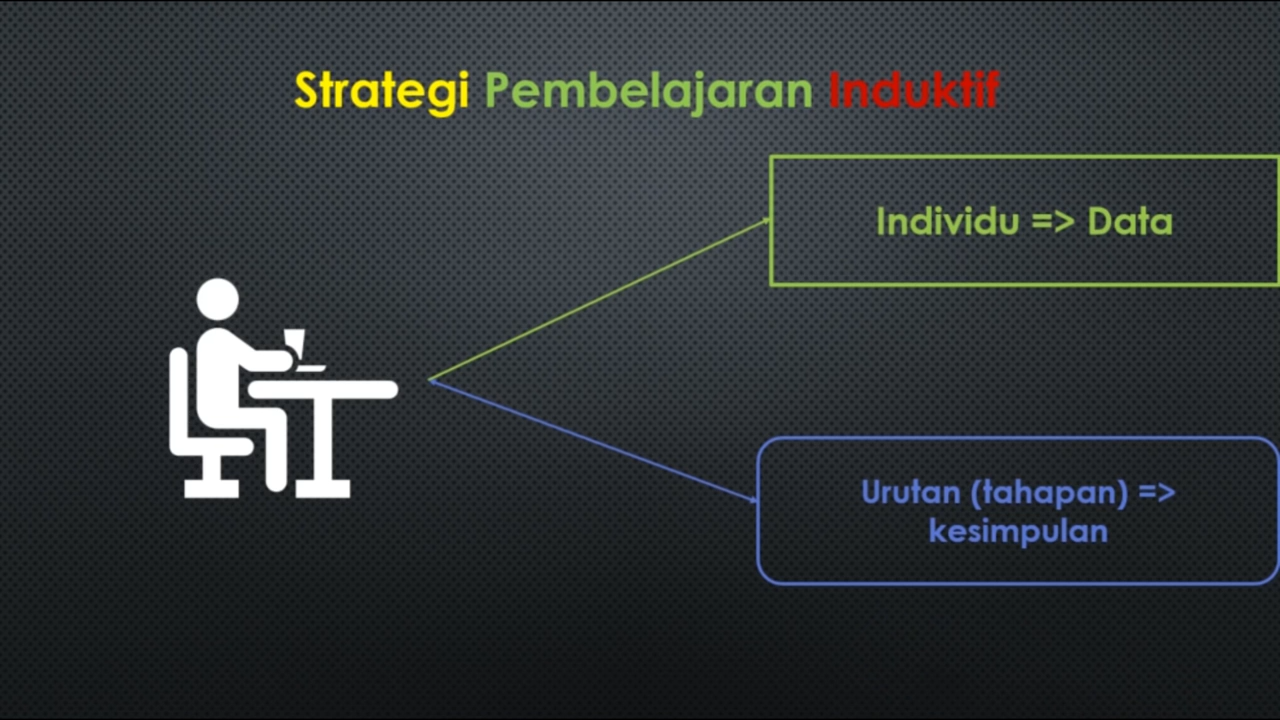 Strategi Pembelajaran Induktif
Individu => Data
Urutan (tahapan) =>
kesimpulan